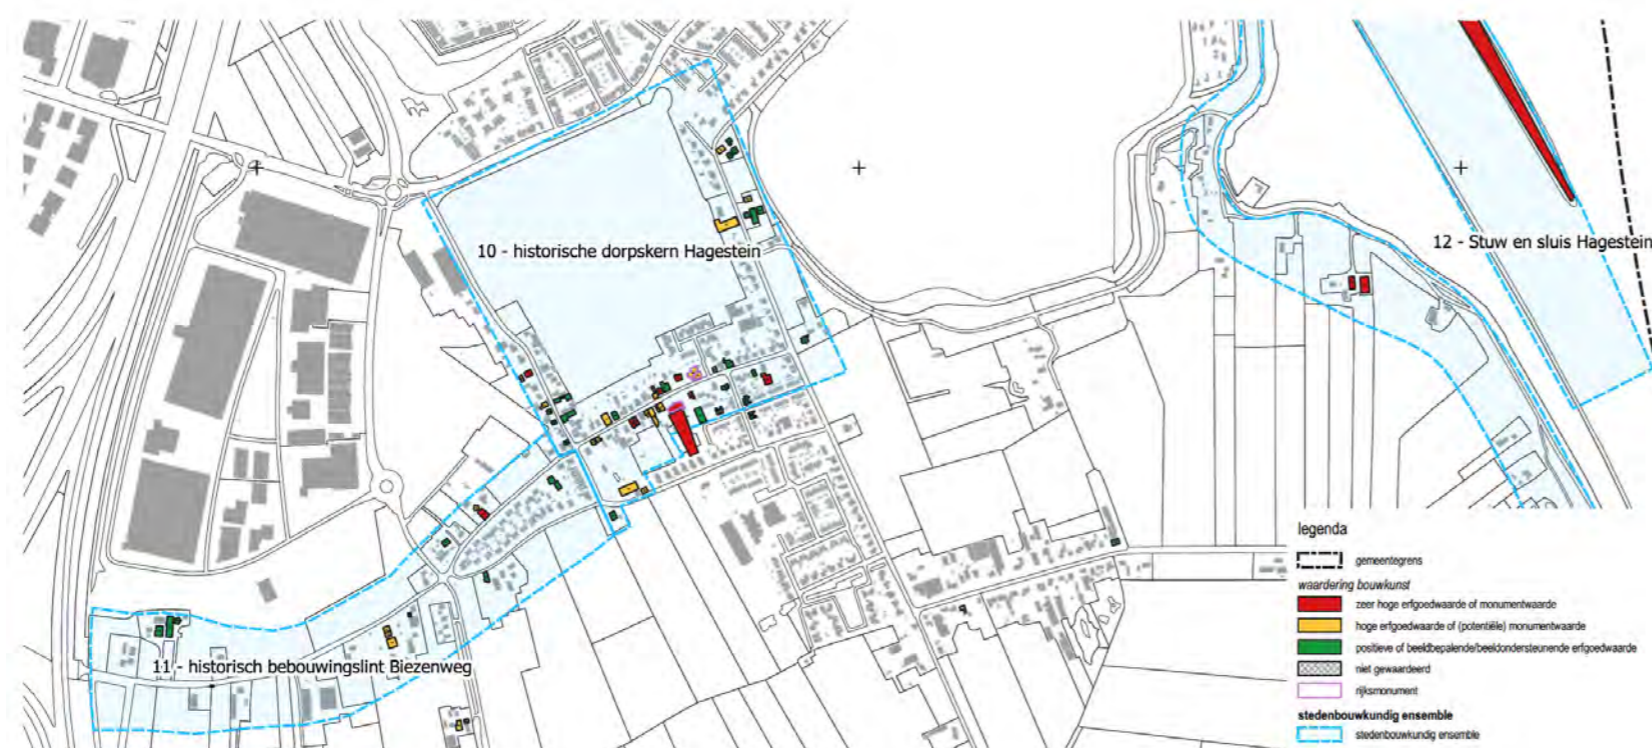 10 - historische dorpskern Hagestein
12 - Stuw en sluis Hagestein
11 - historisch bebouwingslint Biezenweg
legenda
gemeentegrens
waardering bouwkunst
zeer hoge erfgoedwaarde of monumentwaarde
hoge erfgoedwaarde of (potentiële) monumentwaarde
positieve of beeldbepalende/beeldondersteunende erfgoedwaarde
niet gewaardeerd
rijksmonument
stedenbouwkundig ensemble
stedenbouwkundig ensemble